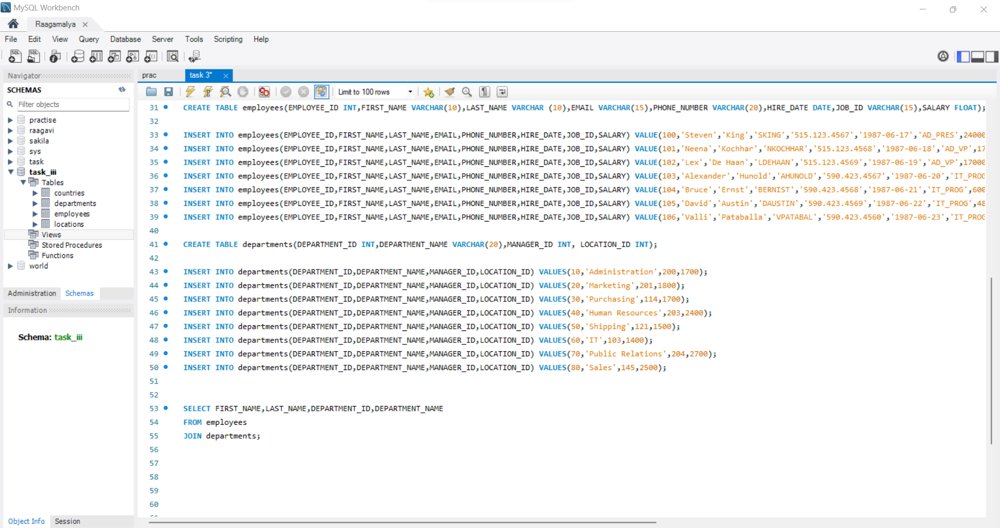 MySQL Workbench
Raagamalya
File Edit View Query Database Server Tools Scripting Help
Navigator
SCHEMAS
Filter objects
practise
raagavi
sakila
sys
task
task_iii
Tables
countries
departments
employees
locations
Views
Stored Procedures
Functions
world
Administration Schemas
Information
Schema: task_iii
Object Info Session
prac task 3*
Limit to 100 rows
31 CREATE TABLE employees(EMPLOYEE_ID INT,FIRST_NAME VARCHAR(10),LAST_NAME VARCHAR (10),EMAIL VARCHAR(15),PHONE_NUMBER VARCHAR(20),HIRE_DATE DATE,JOB_ID VARCHAR(15),SALARY FLOAT);
32
33 INSERT INTO employees(EMPLOYEE_ID,FIRST_NAME,LAST_NAME,EMAIL,PHONE_NUMBER,HIRE_DATE,JOB_ID,SALARY) VALUE(100,'Steven','King','SKING','515.123.4567','1987-06-17','AD_PRES',24000
34 INSERT INTO employees(EMPLOYEE_ID,FIRST_NAME,LAST_NAME,EMAIL,PHONE_NUMBER,HIRE_DATE,JOB_ID,SALARY) VALUE(101,'Neena','Kochhar','NKOCHHAR','515.123.4568','1987-06-18','AD_VP',17
35 INSERT INTO employees(EMPLOYEE_ID,FIRST_NAME,LAST_NAME,EMAIL,PHONE_NUMBER,HIRE_DATE,JOB_ID,SALARY) VALUE(102,'Lex','De Haan','LDEHAAN','515.123.4569','1987-06-19','AD_VP',17000
36 INSERT INTO employees(EMPLOYEE_ID,FIRST_NAME,LAST_NAME,EMAIL,PHONE_NUMBER,HIRE_DATE,JOB_ID,SALARY) VALUE(103,'Alexander','Hunold','AHUNOLD','590.423.4567','1987-06-20','IT_PROG
37 INSERT INTO employees(EMPLOYEE_ID,FIRST_NAME,LAST_NAME,EMAIL,PHONE_NUMBER,HIRE_DATE,JOB_ID,SALARY) VALUE(104,'Bruce','Ernst','BERNIST','590.423.4568','1987-06-21','IT_PROG',600
38 INSERT INTO employees(EMPLOYEE_ID,FIRST_NAME,LAST_NAME,EMAIL,PHONE_NUMBER,HIRE_DATE,JOB_ID,SALARY) VALUE(105,'David','Austin','DAUSTIN','590.423.4569','1987-06-22','IT_PROG',48
39 INSERT INTO employees(EMPLOYEE_ID,FIRST_NAME,LAST_NAME,EMAIL,PHONE_NUMBER,HIRE_DATE,JOB_ID,SALARY) VALUE(106,'Valli','Pataballa','VPATABAL','590.423.4560','1987-06-23','IT_PROG
40
41 CREATE TABLE departments(DEPARTMENT_ID INT,DEPARTMENT_NAME VARCHAR(20),MANAGER_ID INT, LOCATION_ID INT);
42
43 INSERT INTO departments(DEPARTMENT_ID,DEPARTMENT_NAME,MANAGER_ID,LOCATION_ID) VALUES(10,'Administration',200,1700);
44 INSERT INTO departments(DEPARTMENT_ID,DEPARTMENT_NAME,MANAGER_ID,LOCATION_ID) VALUES(20,'Marketing',201,1800);
45 INSERT INTO departments(DEPARTMENT_ID,DEPARTMENT_NAME,MANAGER_ID,LOCATION_ID) VALUES(30,'Purchasing',114,1700);
46 INSERT INTO departments(DEPARTMENT_ID,DEPARTMENT_NAME,MANAGER_ID,LOCATION_ID) VALUES(40,'Human Resources',203,2400);
47 INSERT INTO departments(DEPARTMENT_ID,DEPARTMENT_NAME,MANAGER_ID,LOCATION_ID) VALUES(50,'Shipping',121,1500);
48 INSERT INTO departments(DEPARTMENT_ID,DEPARTMENT_NAME,MANAGER_ID,LOCATION_ID) VALUES(60,'IT',103,1400);
49 INSERT INTO departments(DEPARTMENT_ID,DEPARTMENT_NAME,MANAGER_ID,LOCATION_ID) VALUES(70,'Public Relations',204,2700);
50 INSERT INTO departments(DEPARTMENT_ID,DEPARTMENT_NAME,MANAGER_ID,LOCATION_ID) VALUES(80,'Sales',145,2500);
51
52
53 SELECT FIRST_NAME,LAST_NAME,DEPARTMENT_ID,DEPARTMENT_NAME
54 FROM employees
55 JOIN departments;
56
57
58
59
60